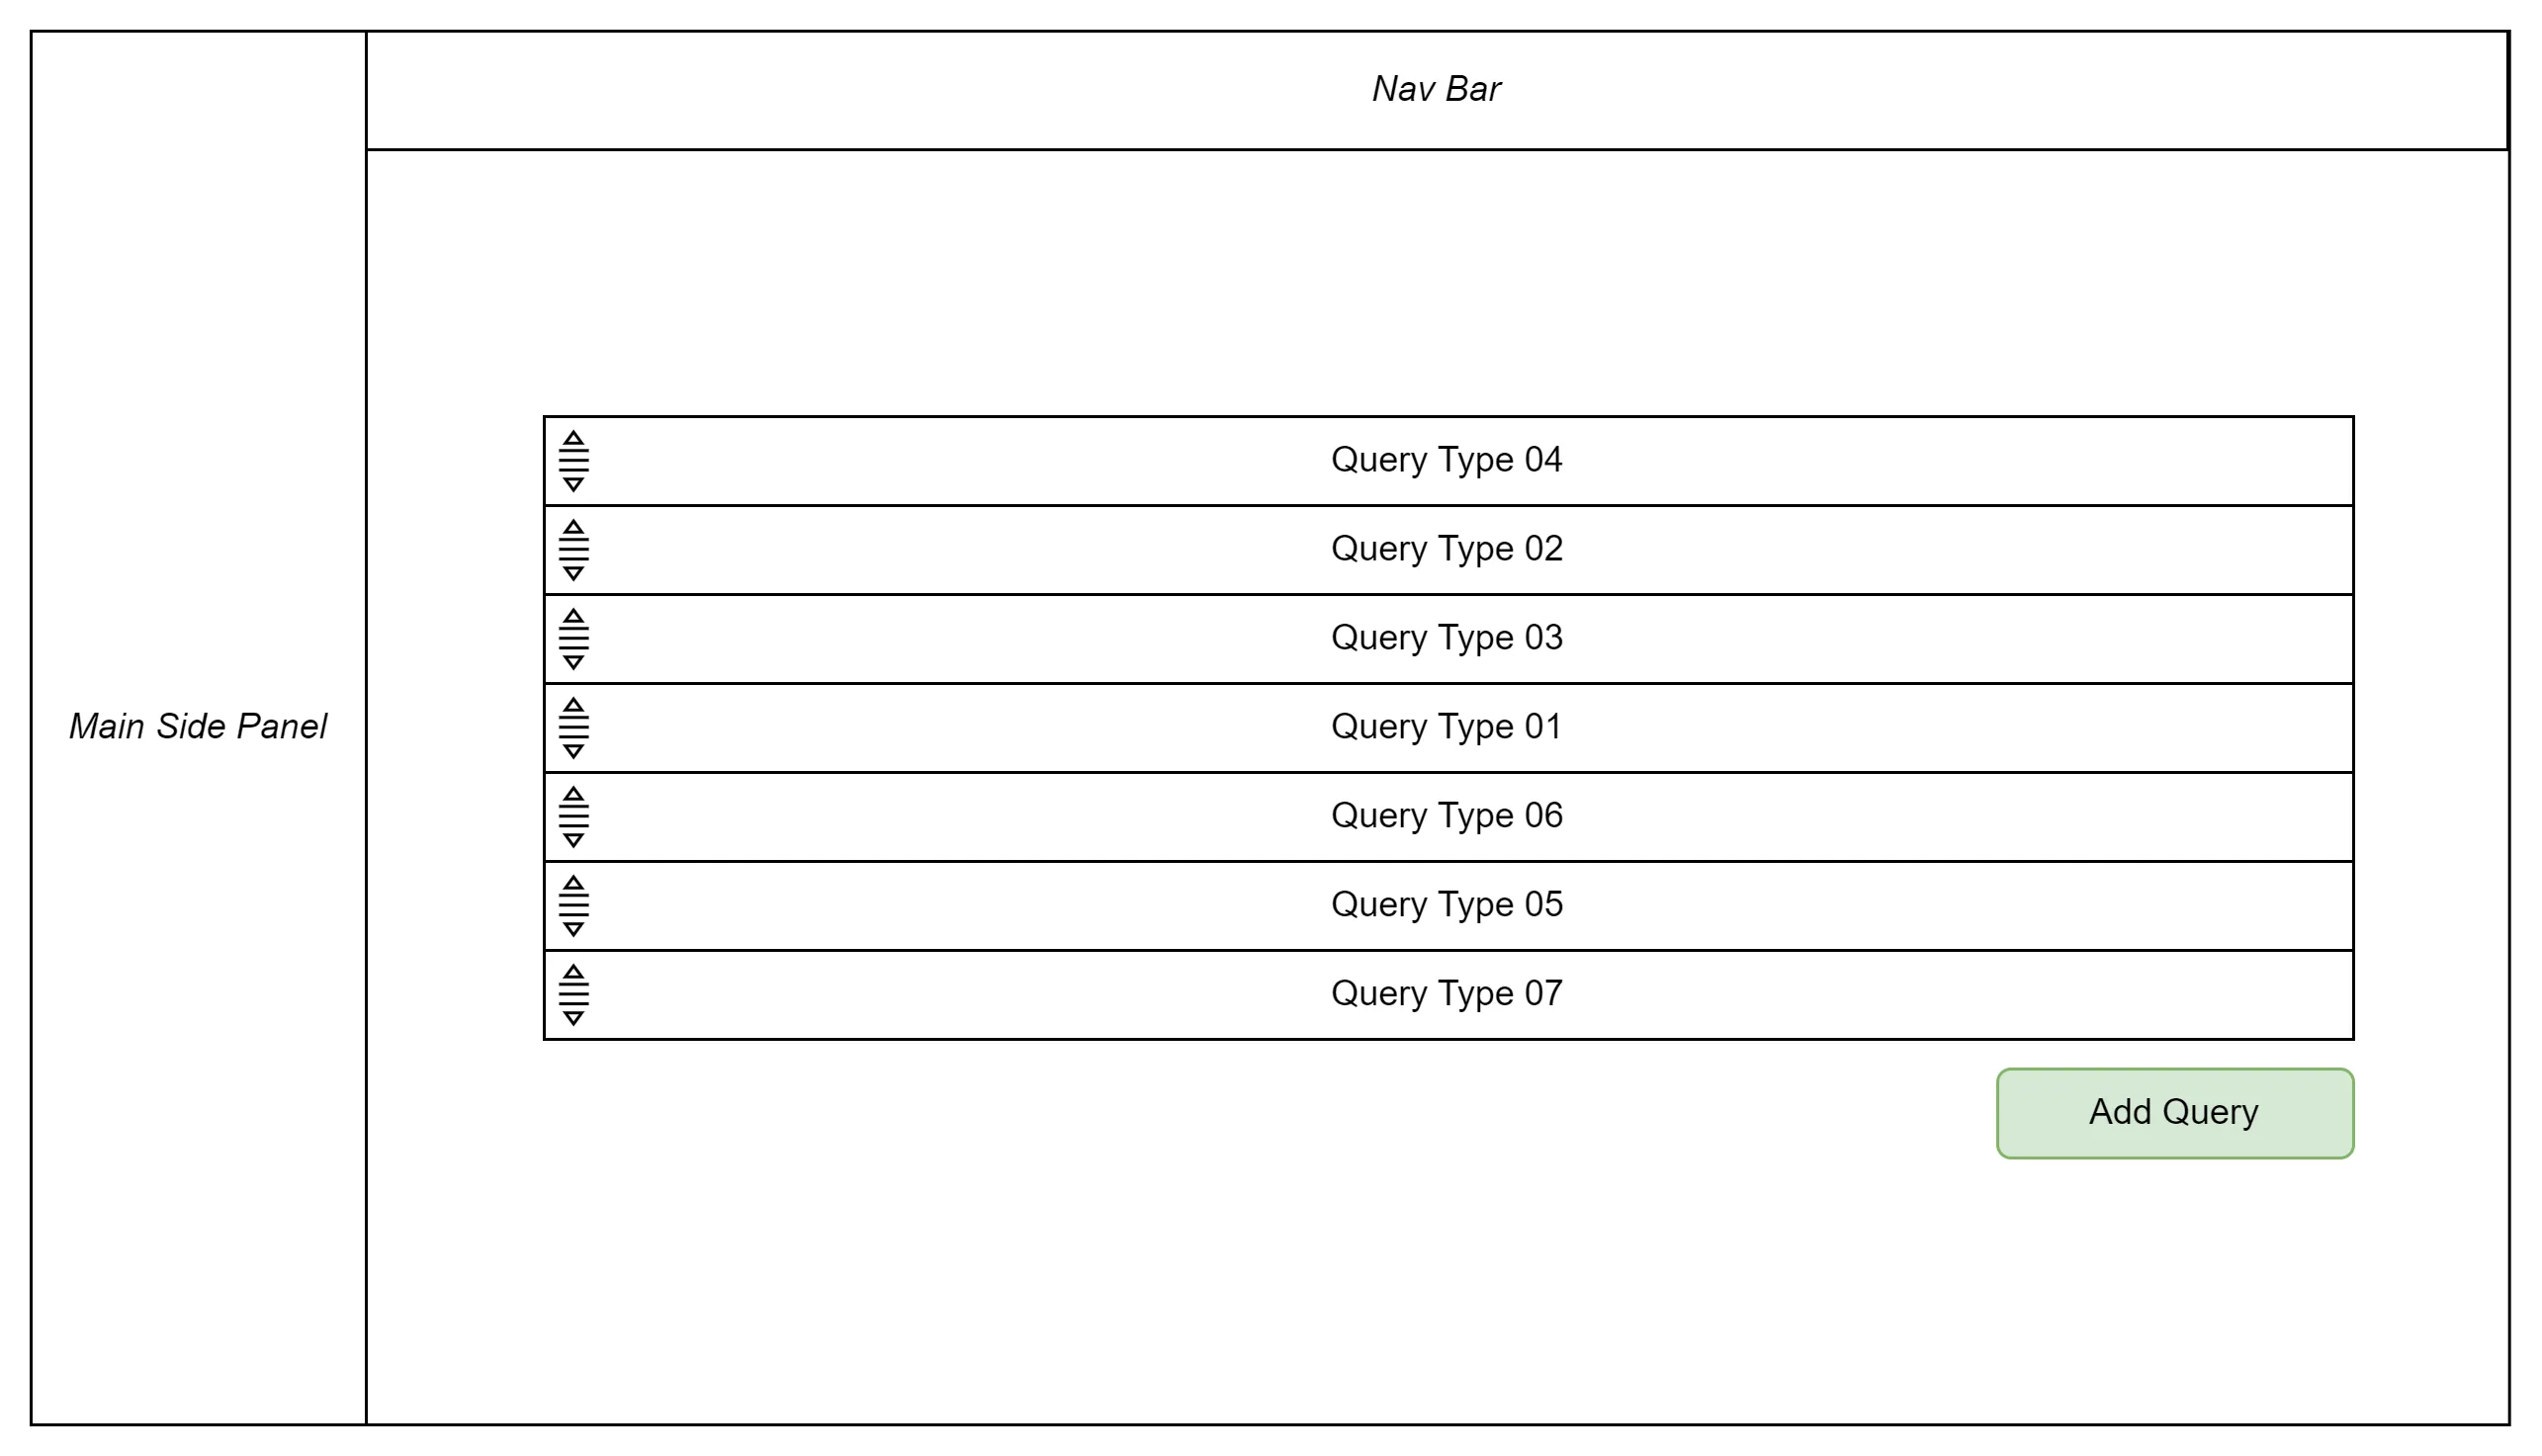 Nav Bar
Main Side Panel
Query Type 04
Query Type 02
Query Type 03
Query Type 01
Query Type 06
Query Type 05
Query Type 07
Add Query